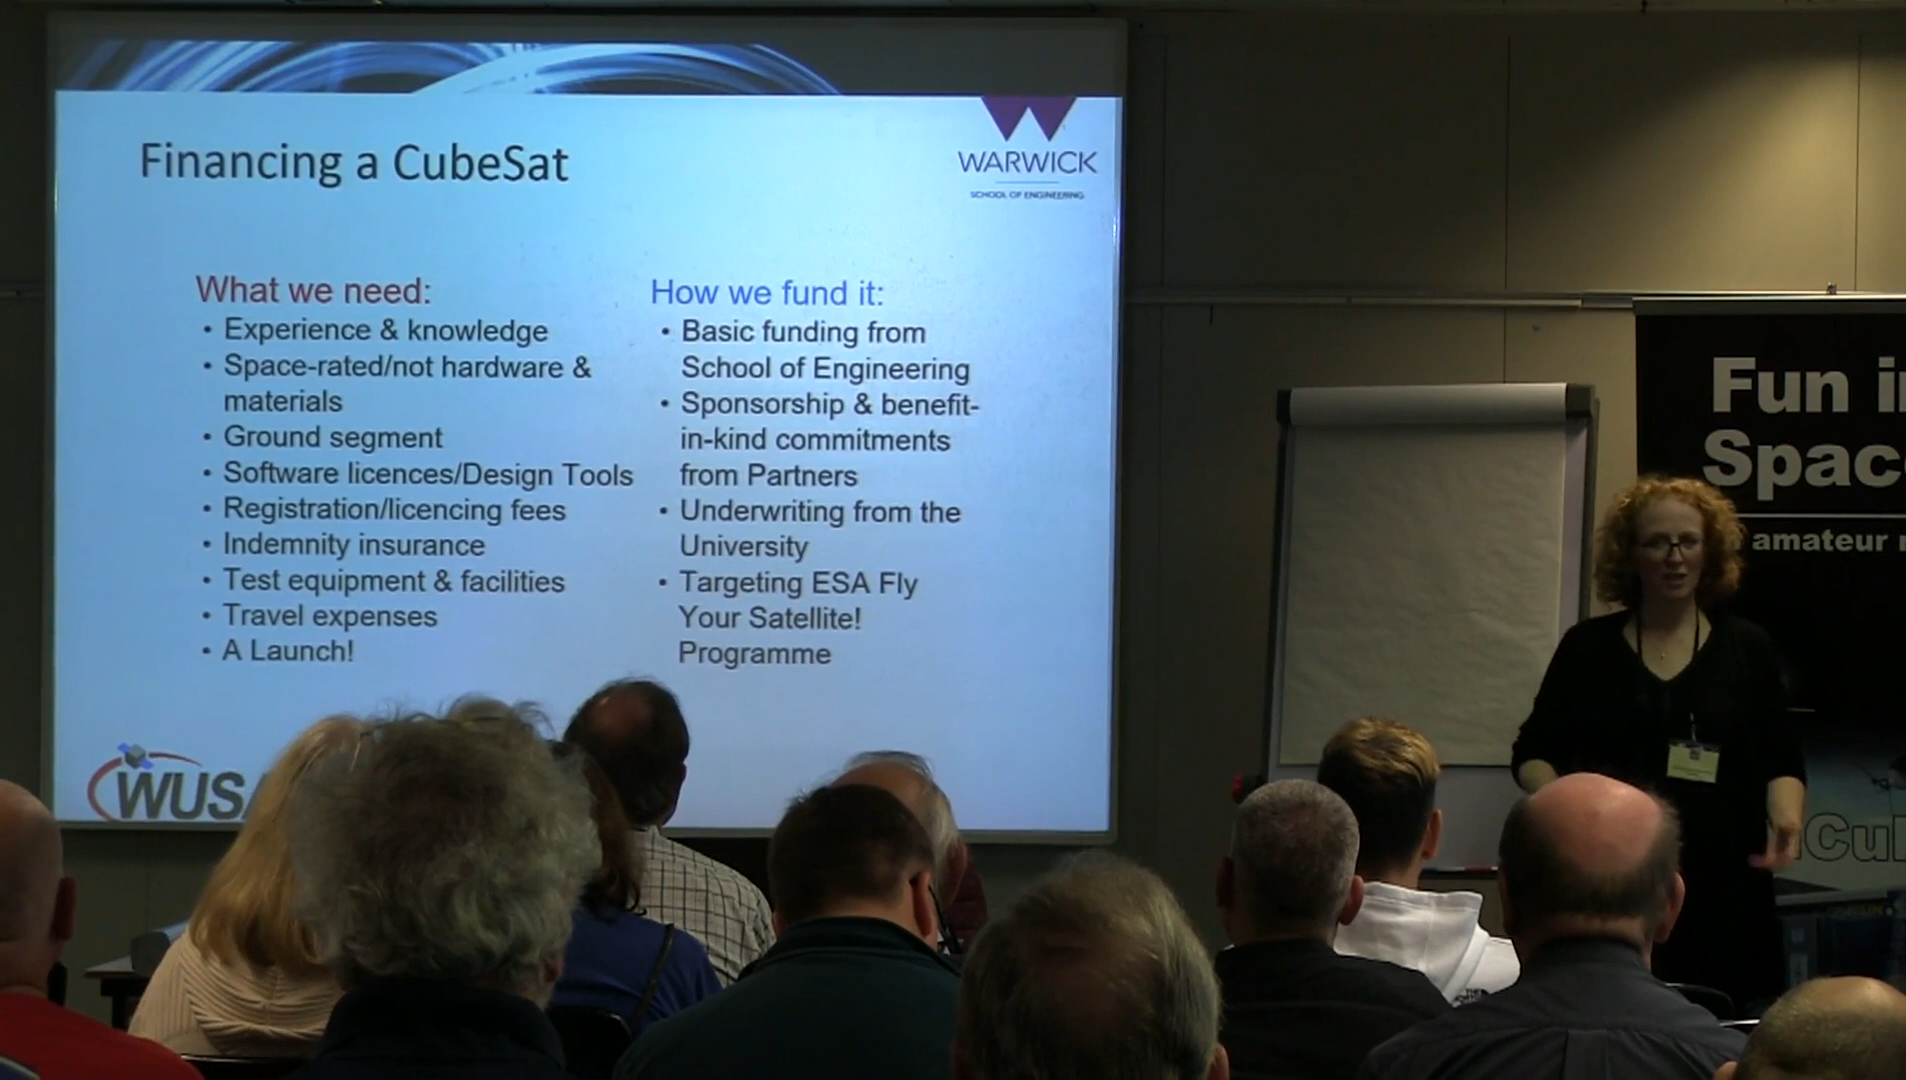 Financing a CubeSat
WARWICK
SCHOOL OF ENGINEERING
What we need:
• Experience & knowledge
• Space-rated/not hardware &
materials
• Ground segment
• Software licences/Design Tools
• Registration/licencing fees
• Indemnity insurance
• Test equipment & facilities
• Travel expenses
• A Launch!
How we fund it:
• Basic funding from
School of Engineering
• Sponsorship & benefit-
in-kind commitments
from Partners
• Underwriting from the
University
• Targeting ESA Fly
Your Satellite!
Programme
WUS
Fun i
Spac
amateur
Cu